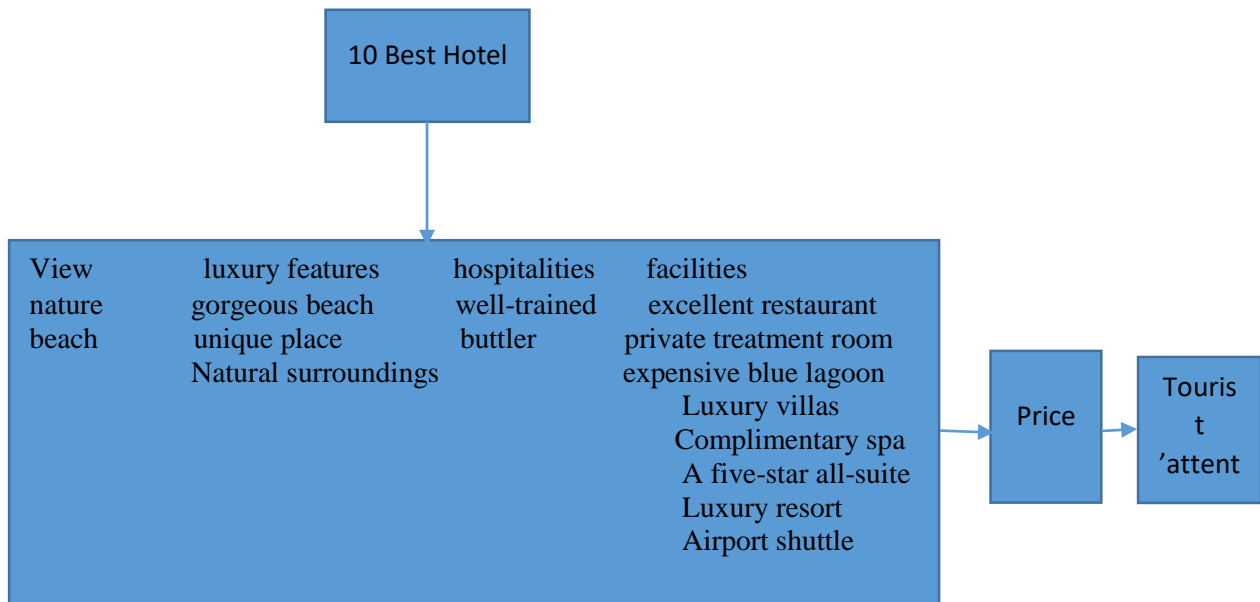 10 Best Hotel
View luxury features hospitalities facilities
nature gorgeous beach well-trained excellent restaurant
beach unique place buttler private treatment room
Natural surroundings expensive blue lagoon
Luxury villas
Complimentary spa
A five-star all-suite
Luxury resort
Airport shuttle
Price
Touris
t
’attent